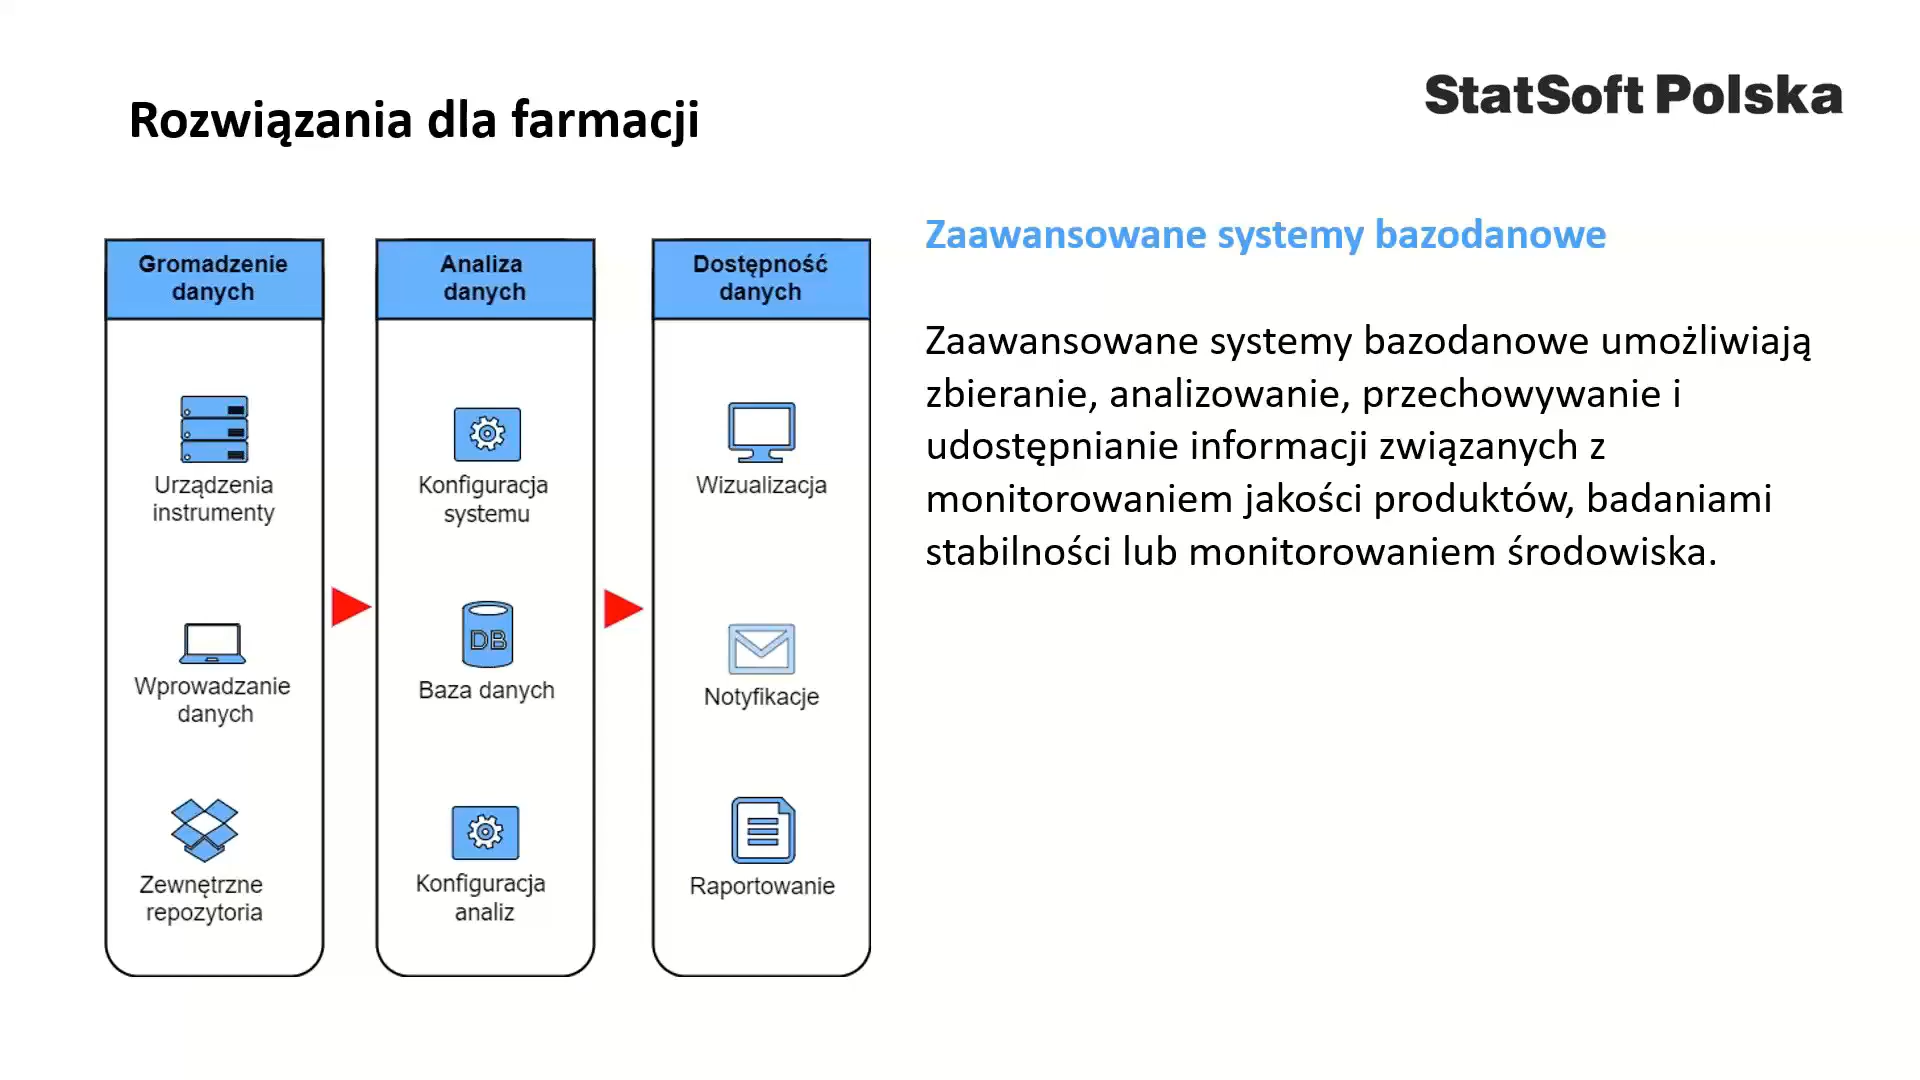 Rozwiązania dla farmacji
StatSoft Polska
Gromadzenie
danych
Urządzenia
instrumenty
Wprowadzanie
danych
Zewnętrzne
repozytoria
Analiza
danych
Konfiguracja
systemu
DB
Baza danych
Konfiguracja
analiz
Dostępność
danych
Wizualizacja
Notyfikacje
Raportowanie
Zaawansowane systemy bazodanowe
Zaawansowane systemy bazodanowe umożliwiają
zbieranie, analizowanie, przechowywanie i
udostępnianie informacji związanych z
monitorowaniem jakości produktów, badaniami
stabilności lub monitorowaniem środowiska.